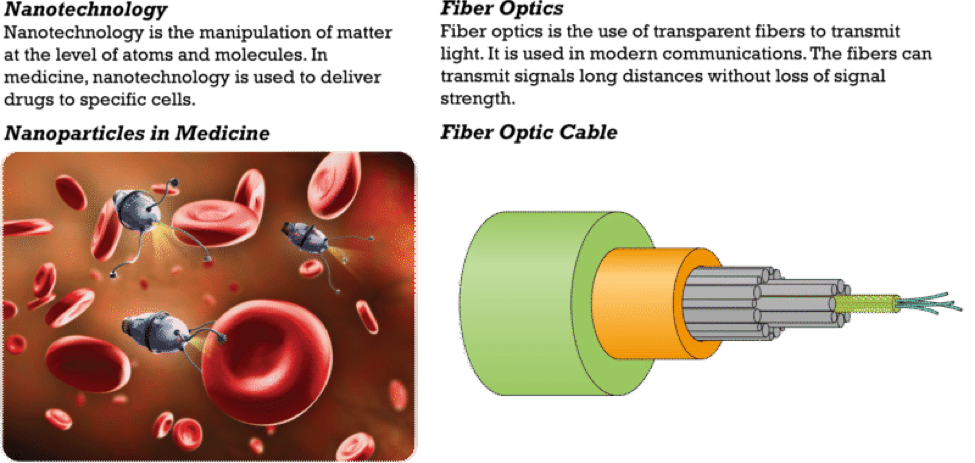 Nanotechnology
Nanotechnology is the manipulation of matter
at the level of atoms and molecules. In
medicine, nanotechnology is used to deliver
drugs to specific cells.
Nanoparticles in Medicine
Fiber Optics
Fiber optics is the use of transparent fibers to transmit
light. It is used in modern communications. The fibers can
transmit signals long distances without loss of signal
strength.
Fiber Optic Cable